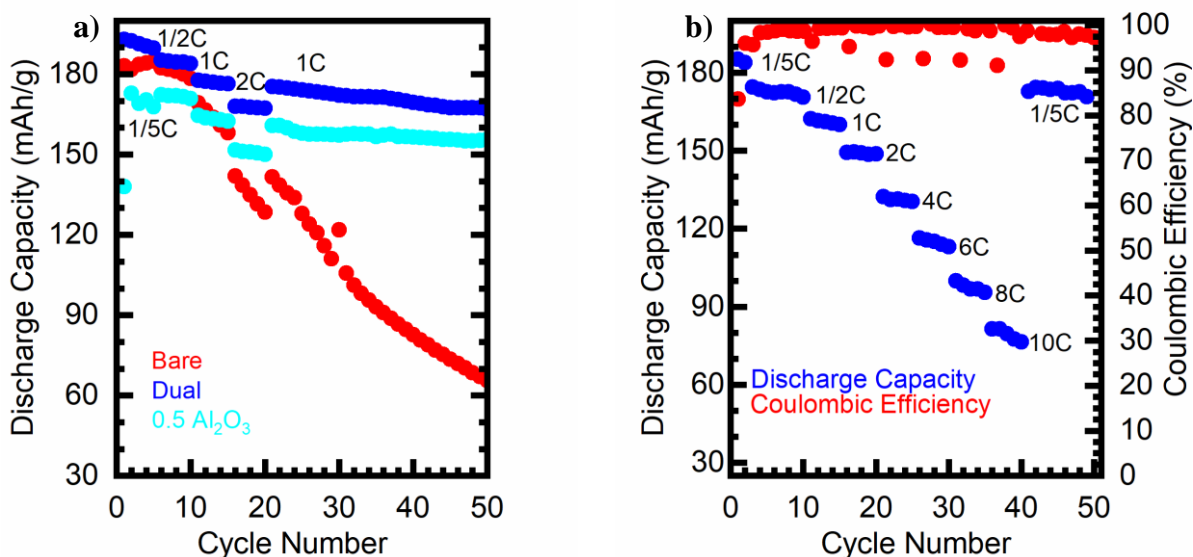 a)
Discharge Capacity (mAh/g)
180
150
120
90
60
30
1/2C
1C
2C
1C
1/5C
Bare
Dual
0.5 Al₂O₃
0 10 20 30 40 50
Cycle Number
b)
Discharge Capacity (mAh/g)
180
150
120
90
60
30
1/5C
1/2C
1C
2C
4C
6C
8C
10C
1/5C
Discharge Capacity
Coulombic Efficiency
0 10 20 30 40 50
Cycle Number
100
90
80
70
60
50
40
30
20
10
0
Coulombic Efficiency (%)